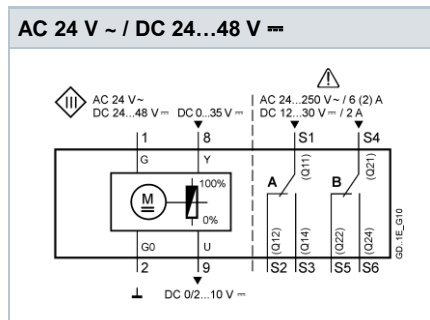 AC 24 V ~ / DC 24...48 V ⎓
AC 24 V~
DC 24...48 V ⎓
DC 0...35 V ⎓
AC 24...250 V~ / 6 (2) A
DC 12...30 V ⎓ / 2 A
1 8 S1 S4
G Y (Q11) (Q21)
100%
A B
M
0%
G0 U (Q12) (Q14) (Q22) (Q24)
2 9 S2 S3 S5 S6
DC 0/2...10 V ⎓
GD..1E_G10